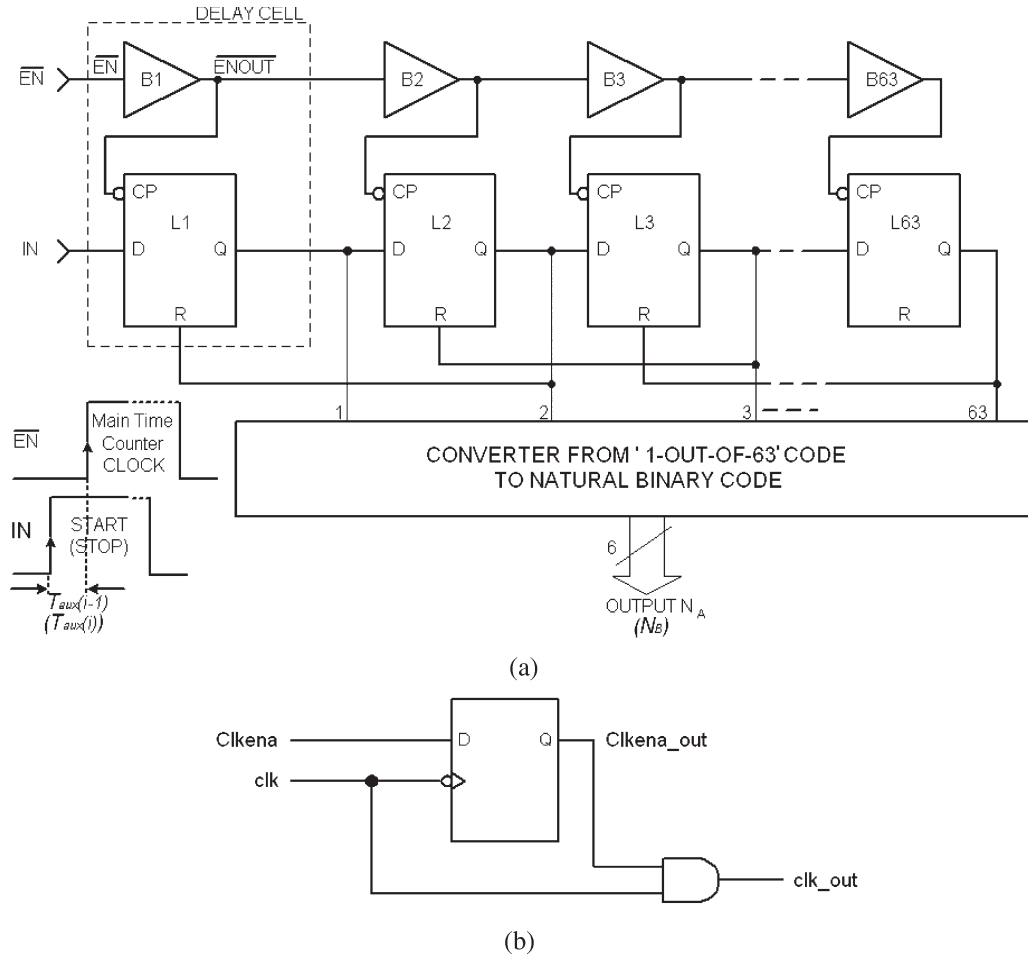 DELAY CELL
EN EN B1 ENOUT B2 B3 B63
CP CP CP CP
L1 L2 L3 L63
IN D Q D Q D Q D Q
R R R R
1 2 3 63
EN Main Time
Counter
CLOCK
CONVERTER FROM ' 1-OUT-OF-63' CODE
TO NATURAL BINARY CODE
IN START
(STOP)
6
Taux(i-1)
(Taux(i))
OUTPUT N A
(NB)
(a)
Clkena D Q Clkena_out
clk
clk_out
(b)